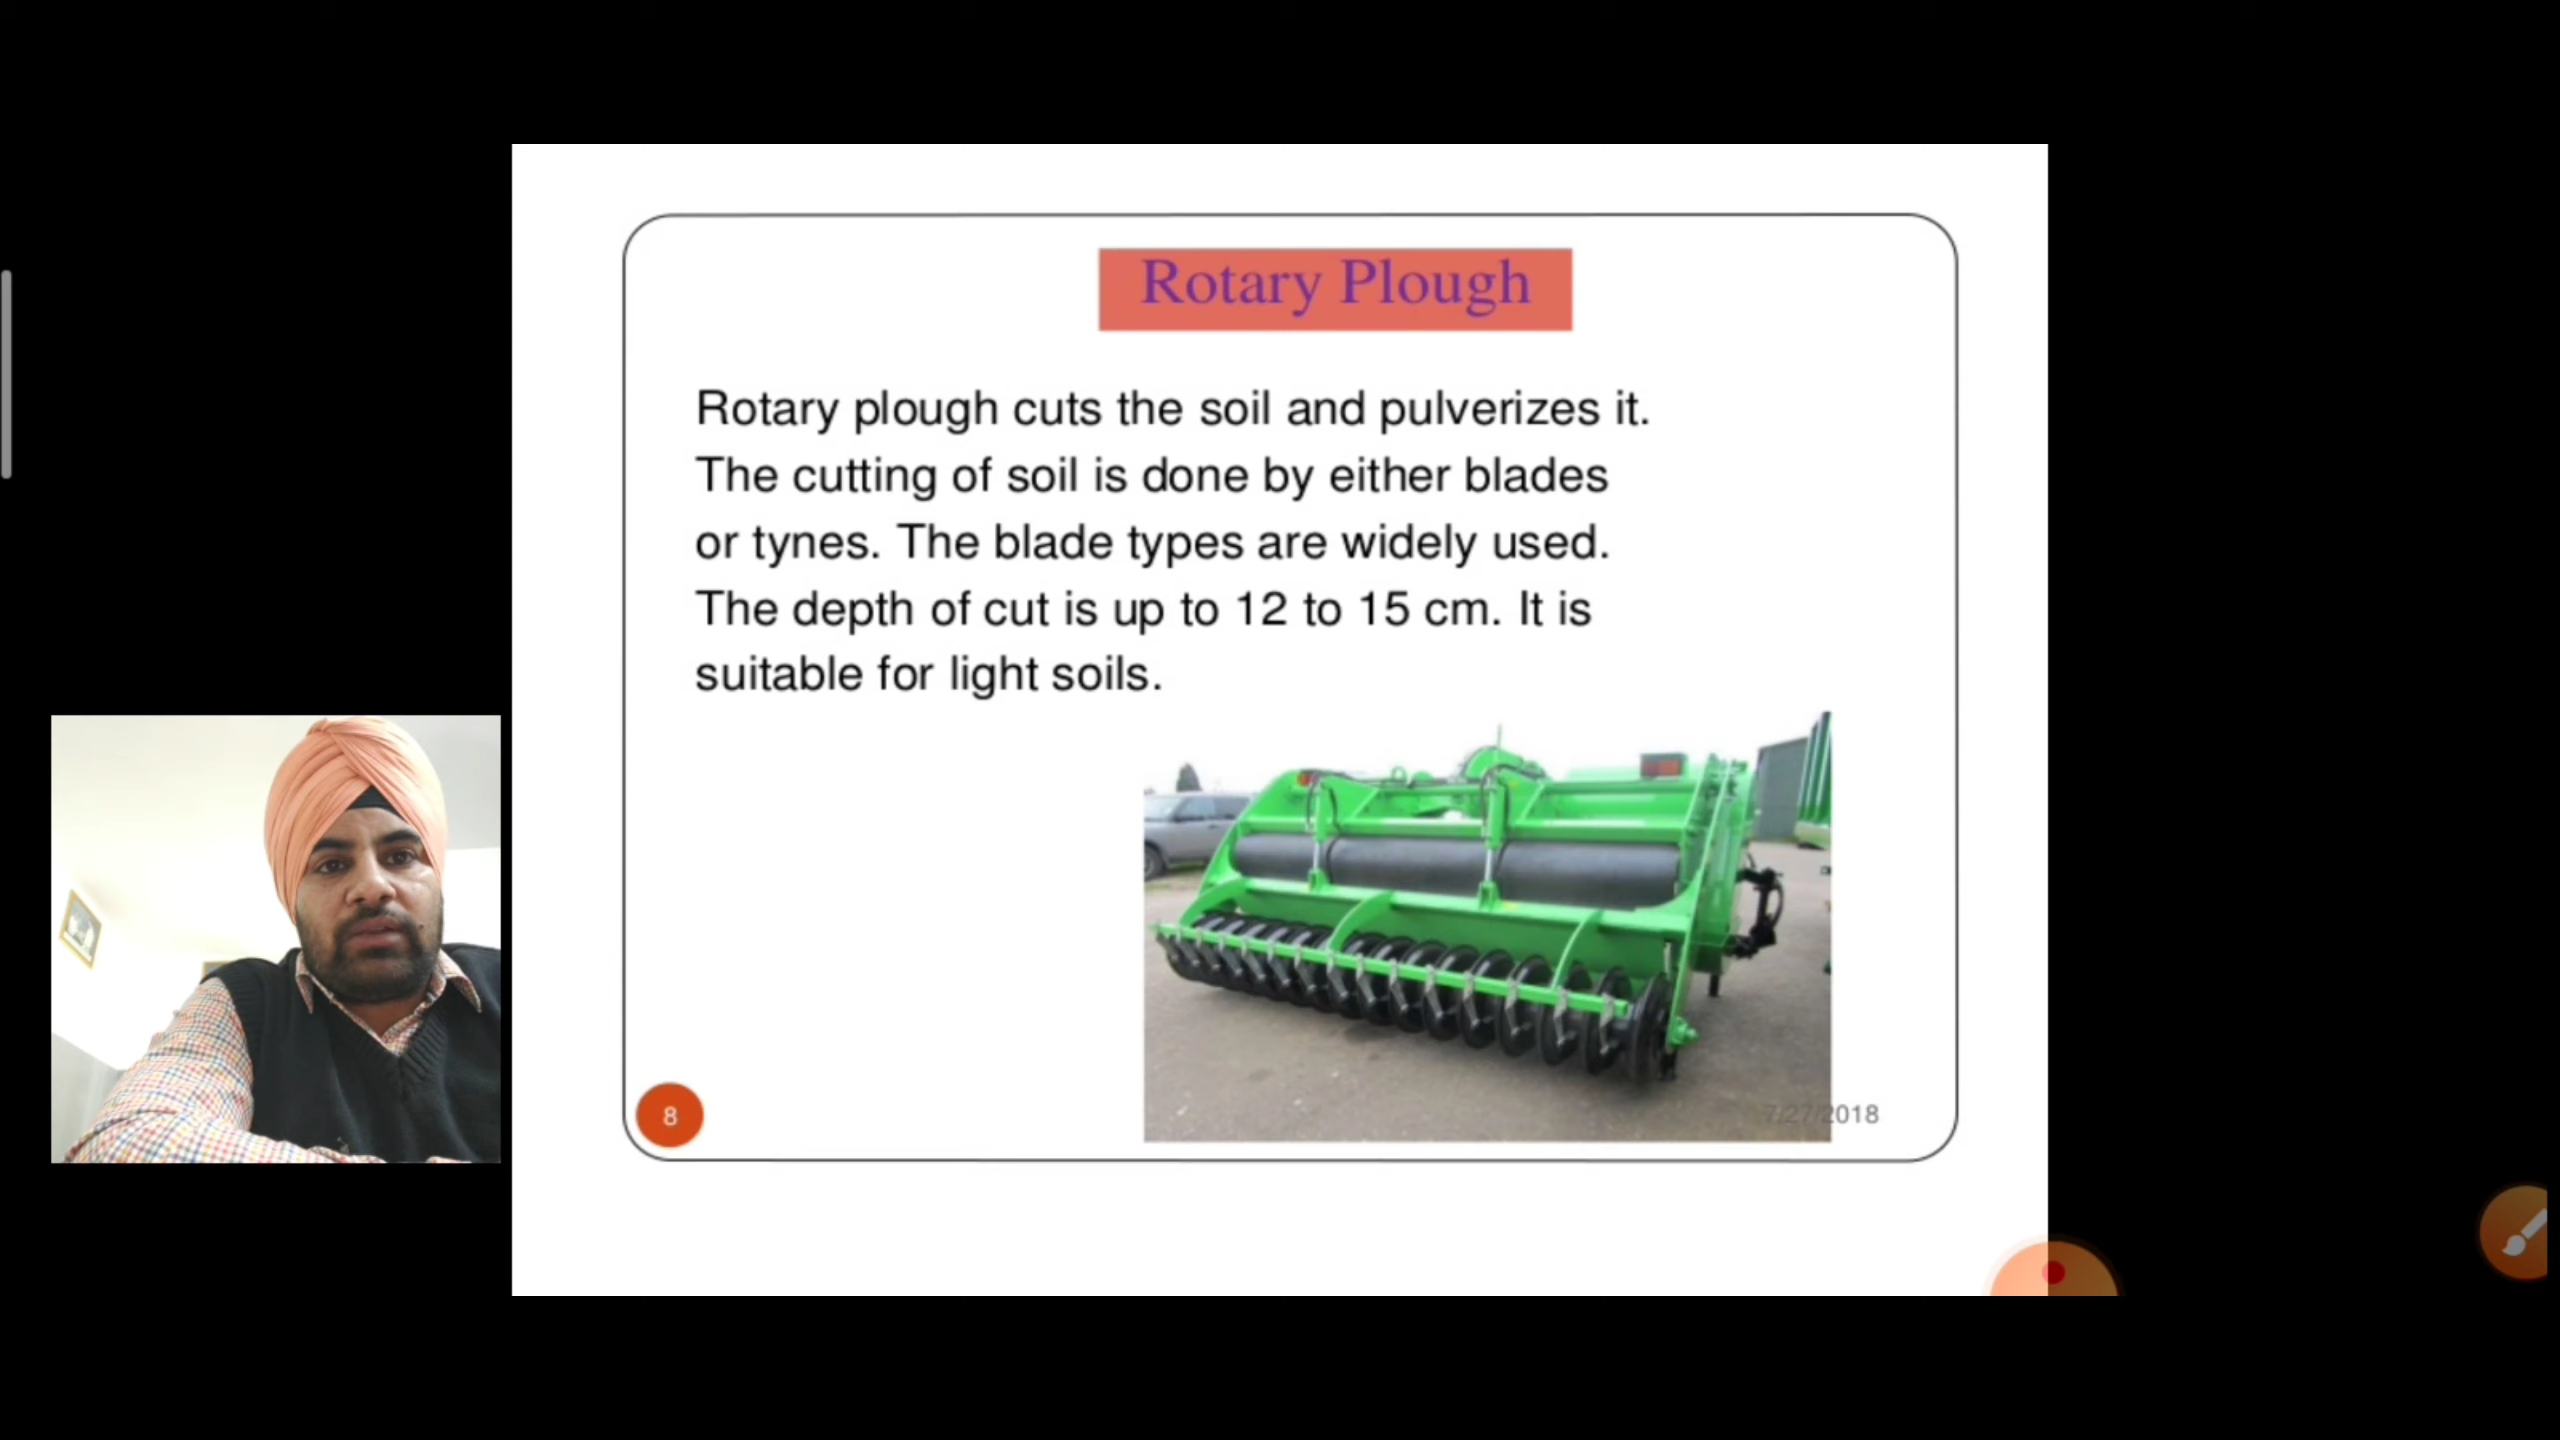 Rotary Plough
Rotary plough cuts the soil and pulverizes it.
The cutting of soil is done by either blades
or tynes. The blade types are widely used.
The depth of cut is up to 12 to 15 cm. It is
suitable for light soils.
8
7/27/2018